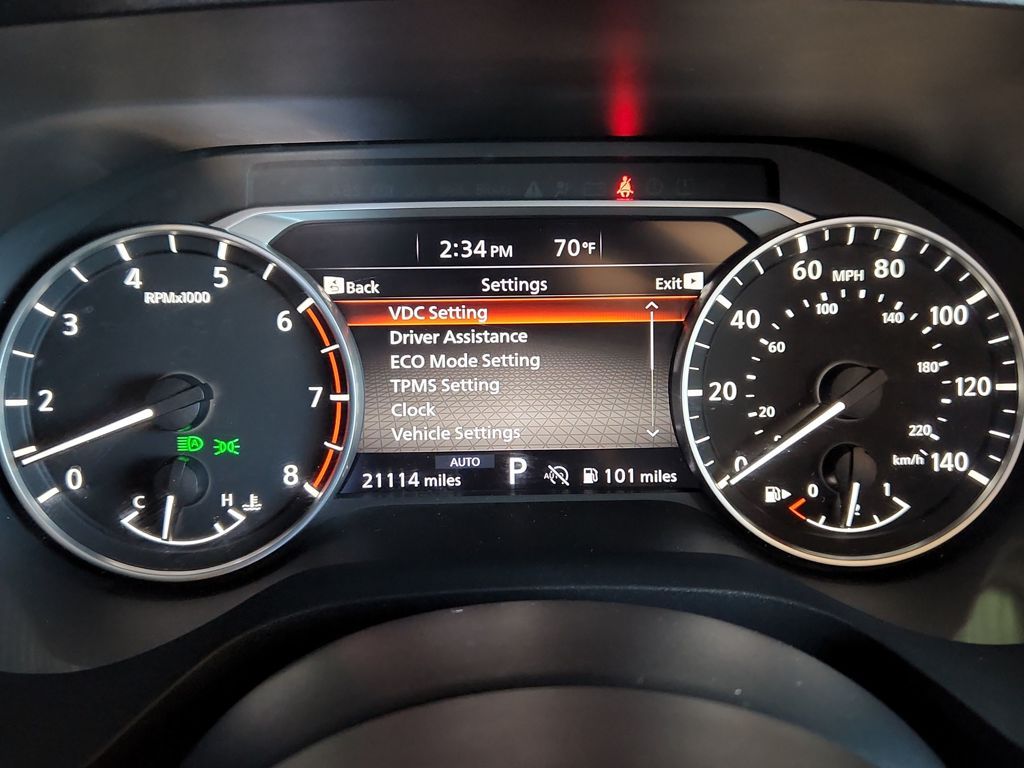 2:34 PM 70°F
Back Settings Exit
VDC Setting
Driver Assistance
ECO Mode Setting
TPMS Setting
Clock
Vehicle Settings
AUTO
21114 miles P AUTO 101 miles
RPMx1000
0
2
3
4
5
6
7
8
A
C H
MPH
0
20
40
60
80
100
120
140
20
60
100
140
180
220
km/h
0 1